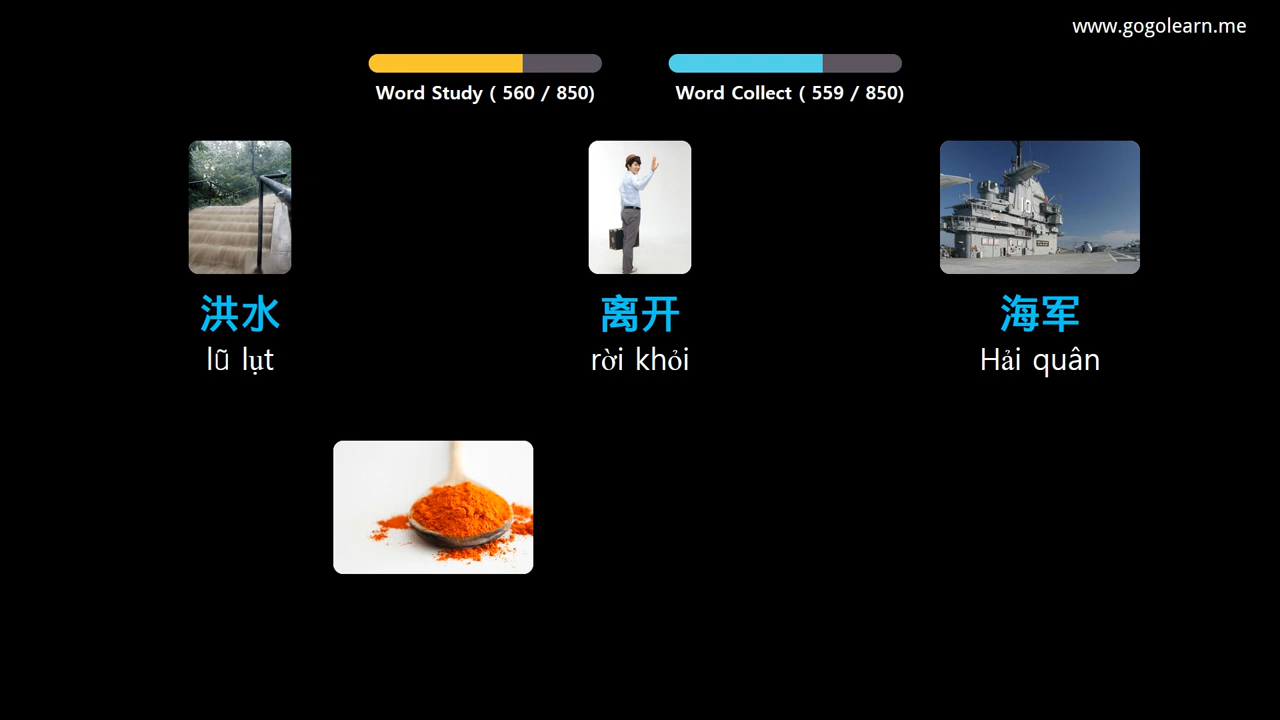 www.gogolearn.me
Word Study ( 560 / 850)
Word Collect ( 559 / 850)
洪水
离开
海军
lũ lụt
rời khỏi
Hải quân